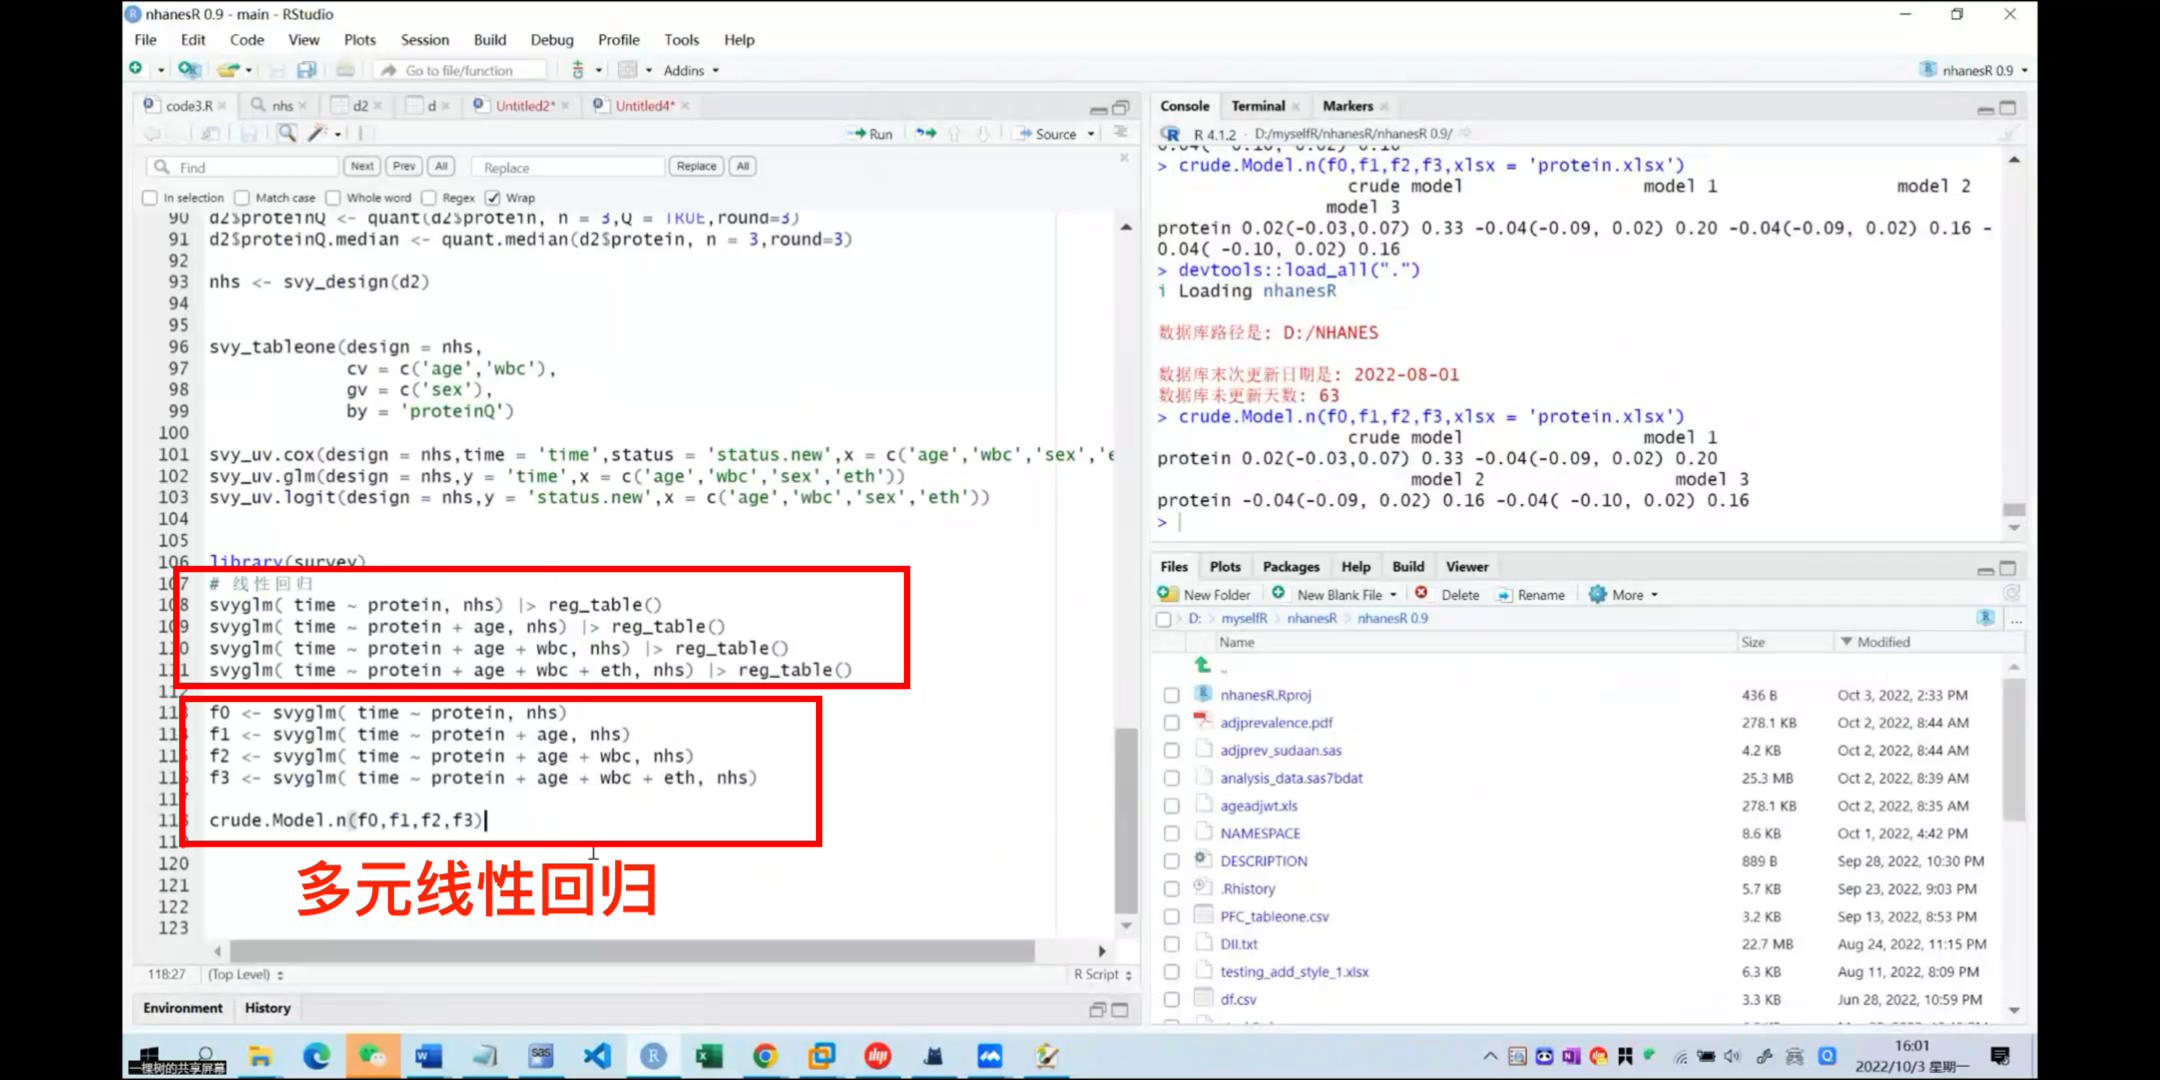 nhanesR 0.9 - main - RStudio
File Edit Code View Plots Session Build Debug Profile Tools Help
Go to file/function Addins nhanesR 0.9
code3.R nhs d2 d Untitled2* Untitled4*
Run Source
Find Next Prev All Replace Replace All
In selection Match case Whole word Regex Wrap
90 d2$proteinQ <- quant(d2$protein, n = 3,Q = TRUE,round=3)
91 d2$proteinQ.median <- quant.median(d2$protein, n = 3,round=3)
92
93 nhs <- svy_design(d2)
94
95
96 svy_tableone(design = nhs,
97 cv = c('age','wbc'),
98 gv = c('sex'),
99 by = 'proteinQ')
100
101 svy_uv.cox(design = nhs,time = 'time',status = 'status.new',x = c('age','wbc','sex','e
102 svy_uv.glm(design = nhs,y = 'time',x = c('age','wbc','sex','eth'))
103 svy_uv.logit(design = nhs,y = 'status.new',x = c('age','wbc','sex','eth'))
104
105
106 library(survey)
107 # 线性回归
108 svyglm( time ~ protein, nhs) |> reg_table()
109 svyglm( time ~ protein + age, nhs) |> reg_table()
110 svyglm( time ~ protein + age + wbc, nhs) |> reg_table()
111 svyglm( time ~ protein + age + wbc + eth, nhs) |> reg_table()
112
113 f0 <- svyglm( time ~ protein, nhs)
114 f1 <- svyglm( time ~ protein + age, nhs)
115 f2 <- svyglm( time ~ protein + age + wbc, nhs)
116 f3 <- svyglm( time ~ protein + age + wbc + eth, nhs)
117
118 crude.Model.n(f0,f1,f2,f3)
119
120
121
122
123
多元线性回归
118:27 (Top Level) R Script
Environment History
Console Terminal Markers
R 4.1.2 · D:/myselfR/nhanesR/nhanesR 0.9/
0.04( -0.10, 0.02) 0.16
> crude.Model.n(f0,f1,f2,f3,xlsx = 'protein.xlsx')
crude model model 1 model 2
model 3
protein 0.02(-0.03,0.07) 0.33 -0.04(-0.09, 0.02) 0.20 -0.04(-0.09, 0.02) 0.16 -
0.04( -0.10, 0.02) 0.16
> devtools::load_all(".")
i Loading nhanesR
数据库路径是: D:/NHANES
数据库末次更新日期是: 2022-08-01
数据库未更新天数: 63
> crude.Model.n(f0,f1,f2,f3,xlsx = 'protein.xlsx')
crude model model 1
protein 0.02(-0.03,0.07) 0.33 -0.04(-0.09, 0.02) 0.20
model 2 model 3
protein -0.04(-0.09, 0.02) 0.16 -0.04( -0.10, 0.02) 0.16
>
Files Plots Packages Help Build Viewer
New Folder New Blank File Delete Rename More
D: myselfR nhanesR nhanesR 0.9 ...
Name Size Modified
..
nhanesR.Rproj 436 B Oct 3, 2022, 2:33 PM
adjprevalence.pdf 278.1 KB Oct 2, 2022, 8:44 AM
adjprev_sudaan.sas 4.2 KB Oct 2, 2022, 8:44 AM
analysis_data.sas7bdat 25.3 MB Oct 2, 2022, 8:39 AM
ageadjwt.xls 278.1 KB Oct 2, 2022, 8:35 AM
NAMESPACE 8.6 KB Oct 1, 2022, 4:42 PM
DESCRIPTION 889 B Sep 28, 2022, 10:30 PM
.Rhistory 5.7 KB Sep 23, 2022, 9:03 PM
PFC_tableone.csv 3.2 KB Sep 13, 2022, 8:53 PM
DII.txt 22.7 MB Aug 24, 2022, 11:15 PM
testing_add_style_1.xlsx 6.3 KB Aug 11, 2022, 8:09 PM
df.csv 3.3 KB Jun 28, 2022, 10:59 PM
一棵树的共享屏幕
16:01
2022/10/3 星期一